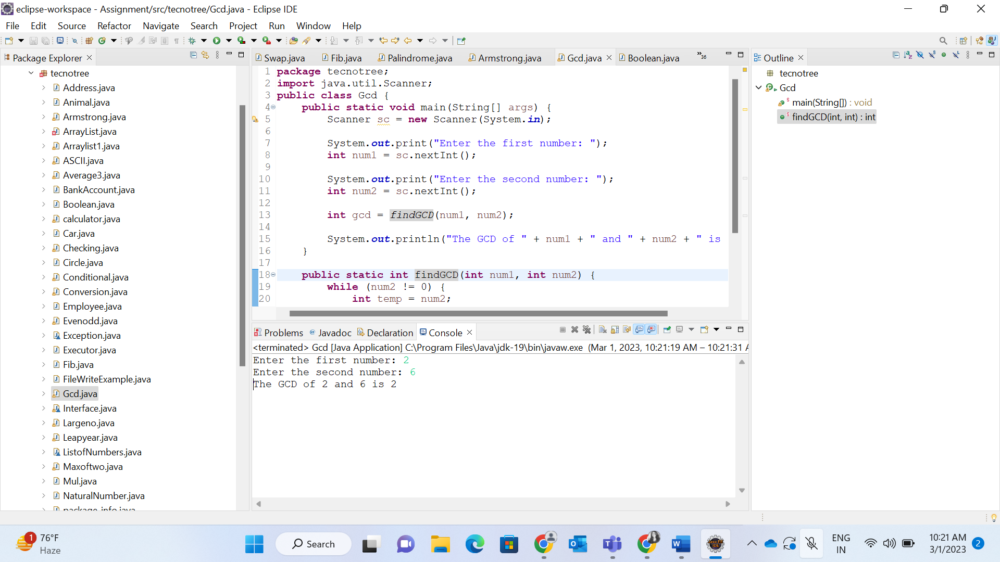 eclipse-workspace - Assignment/src/tecnotree/Gcd.java - Eclipse IDE
File Edit Source Refactor Navigate Search Project Run Window Help
Package Explorer
tecnotree
Address.java
Animal.java
Armstrong.java
ArrayList.java
Arraylist1.java
ASCII.java
Average3.java
BankAccount.java
Boolean.java
calculator.java
Car.java
Checking.java
Circle.java
Conditional.java
Conversion.java
Employee.java
Evenodd.java
Exception.java
Executor.java
Fib.java
FileWriteExample.java
Gcd.java
Interface.java
Largeno.java
Leapyear.java
ListofNumbers.java
Maxoftwo.java
Mul.java
NaturalNumber.java
package-info.java
Swap.java Fib.java Palindrome.java Armstrong.java Gcd.java Boolean.java »36
1 package tecnotree;
2 import java.util.Scanner;
3 public class Gcd {
4 public static void main(String[] args) {
5 Scanner sc = new Scanner(System.in);
6
7 System.out.print("Enter the first number: ");
8 int num1 = sc.nextInt();
9
10 System.out.print("Enter the second number: ");
11 int num2 = sc.nextInt();
12
13 int gcd = findGCD(num1, num2);
14
15 System.out.println("The GCD of " + num1 + " and " + num2 + " is
16 }
17
18 public static int findGCD(int num1, int num2) {
19 while (num2 != 0) {
20 int temp = num2;
Problems @ Javadoc Declaration Console
<terminated> Gcd [Java Application] C:\Program Files\Java\jdk-19\bin\javaw.exe (Mar 1, 2023, 10:21:19 AM – 10:21:31 A
Enter the first number: 2
Enter the second number: 6
The GCD of 2 and 6 is 2
Outline
tecnotree
Gcd
main(String[]) : void
findGCD(int, int) : int
1
76°F
Haze
Search
ENG
IN
10:21 AM
3/1/2023
2